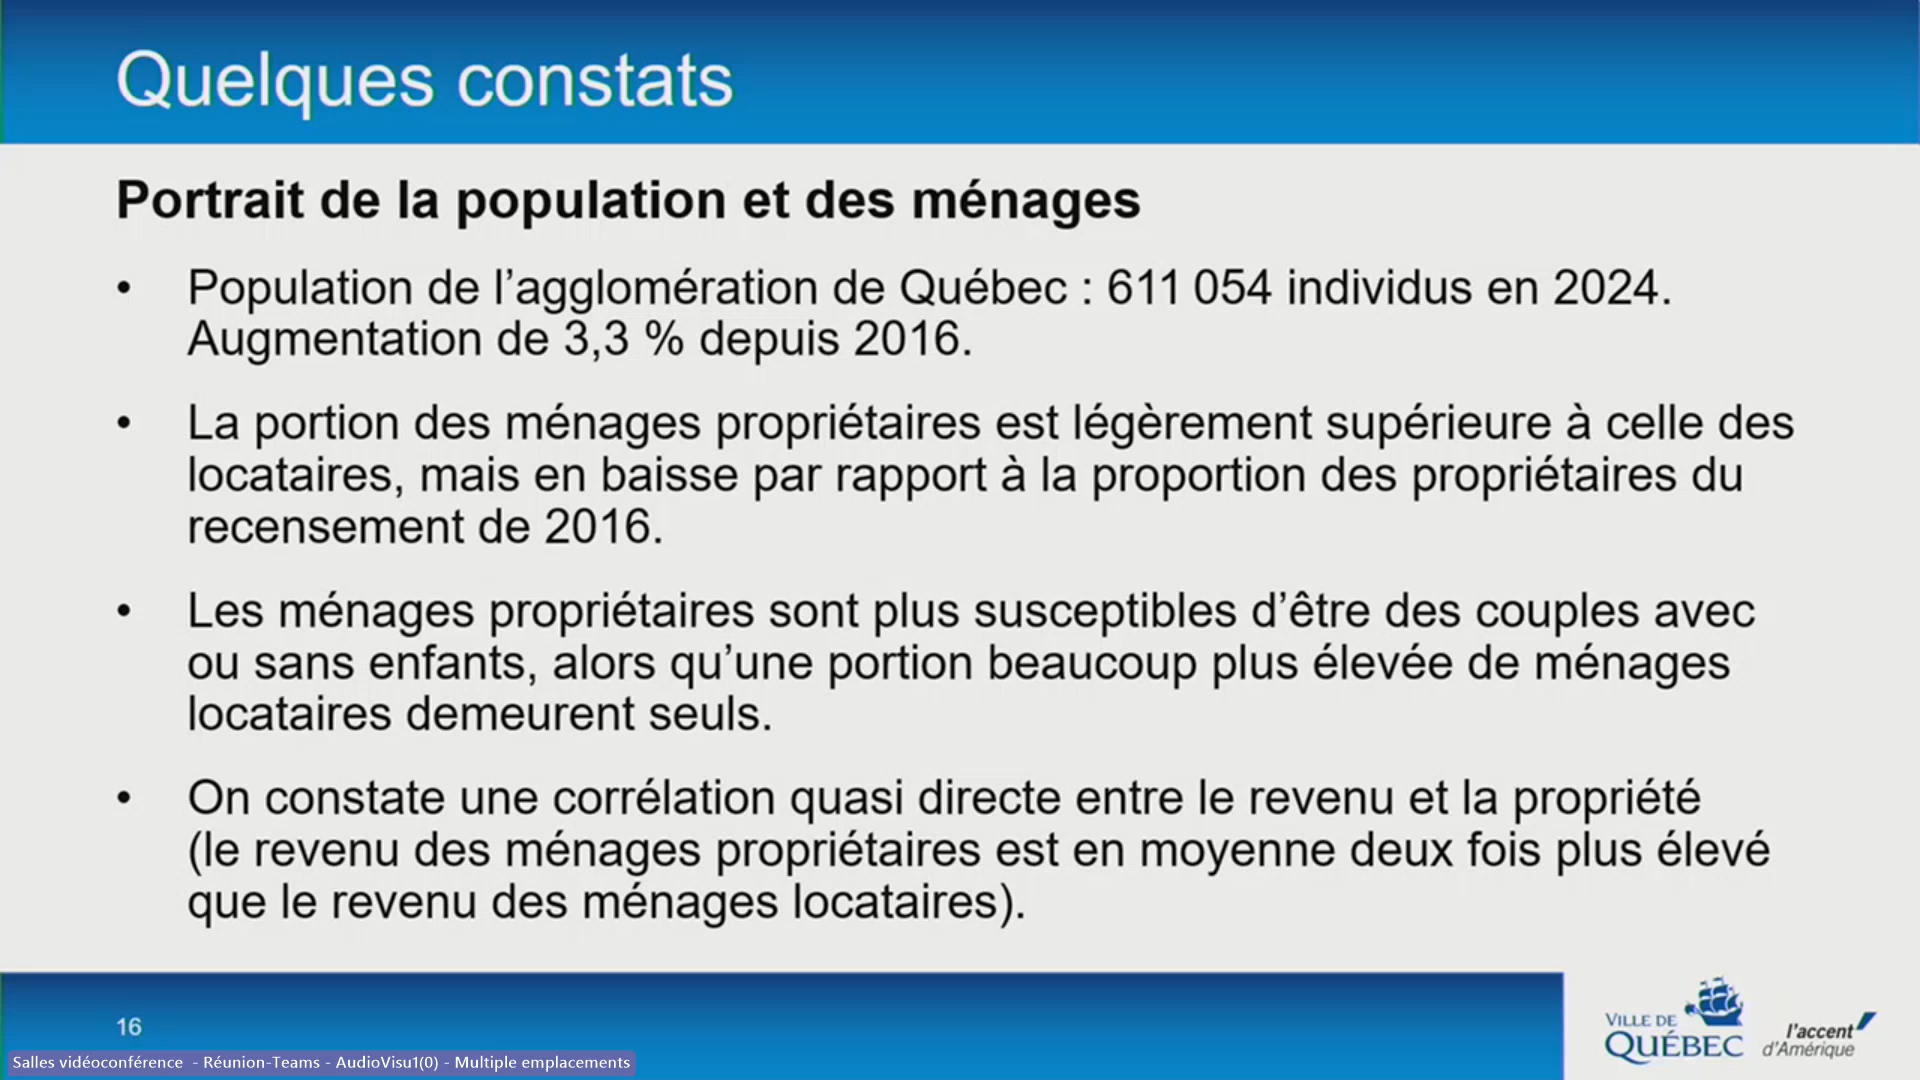 Quelques constats
Portrait de la population et des ménages
• Population de l’agglomération de Québec : 611 054 individus en 2024.
Augmentation de 3,3 % depuis 2016.
• La portion des ménages propriétaires est légèrement supérieure à celle des
locataires, mais en baisse par rapport à la proportion des propriétaires du
recensement de 2016.
• Les ménages propriétaires sont plus susceptibles d’être des couples avec
ou sans enfants, alors qu’une portion beaucoup plus élevée de ménages
locataires demeurent seuls.
• On constate une corrélation quasi directe entre le revenu et la propriété
(le revenu des ménages propriétaires est en moyenne deux fois plus élevé
que le revenu des ménages locataires).
16
VILLE DE
QUÉBEC
l'accent
d'Amérique
Salles vidéoconférence - Réunion-Teams - AudioVisu1(0) - Multiple emplacements